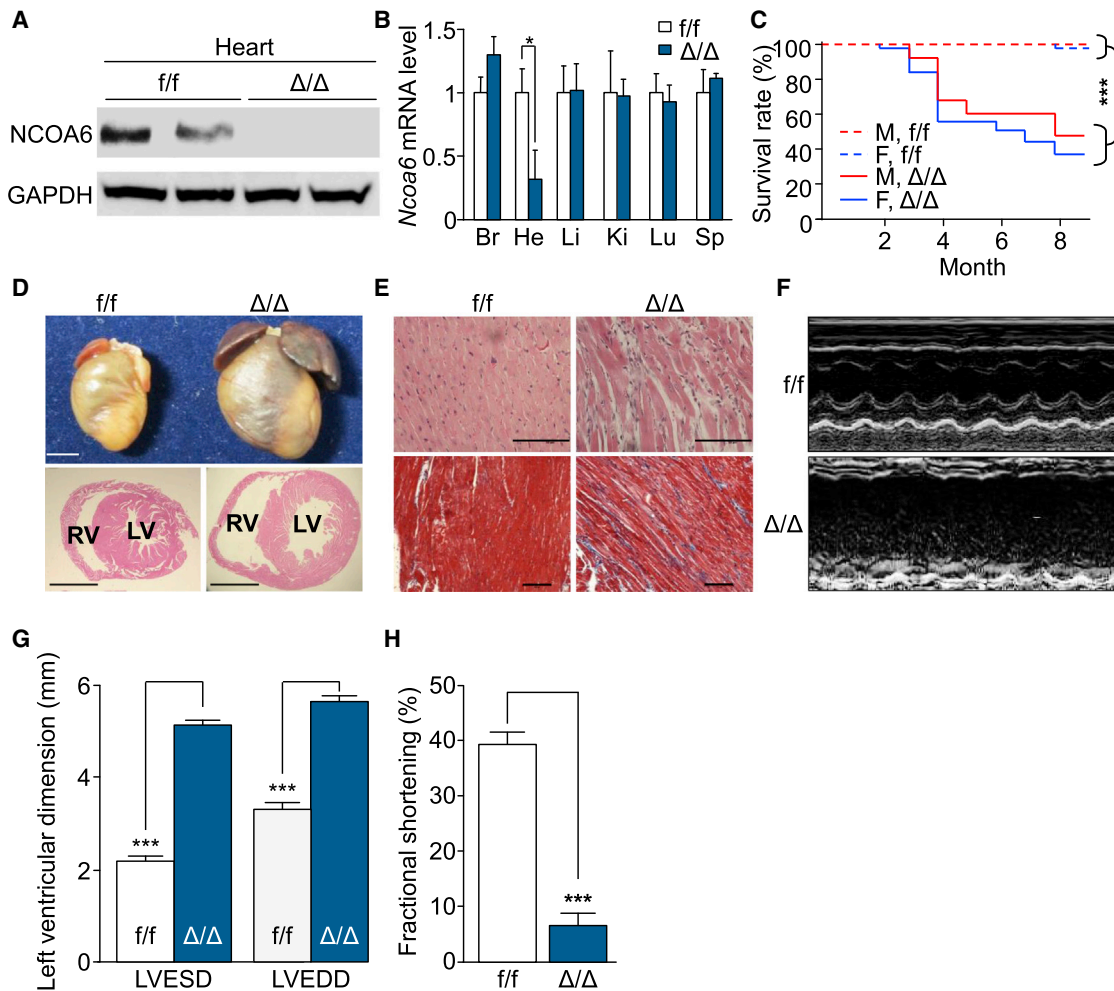 A
Heart
f/f Δ/Δ
NCOA6
GAPDH
B
Ncoa6 mRNA level
1.5
1
0.5
0
*
f/f
Δ/Δ
Br He Li Ki Lu Sp
C
Survival rate (%)
100
80
60
40
20
0
M, f/f
F, f/f
M, Δ/Δ
F, Δ/Δ
***
2 4 6 8
Month
D
f/f Δ/Δ
RV LV RV LV
E
f/f Δ/Δ
F
f/f
Δ/Δ
G
Left ventricular dimension (mm)
6
4
2
0
*** ***
f/f Δ/Δ f/f Δ/Δ
LVESD LVEDD
H
Fractional shortening (%)
50
40
30
20
10
0
***
f/f Δ/Δ